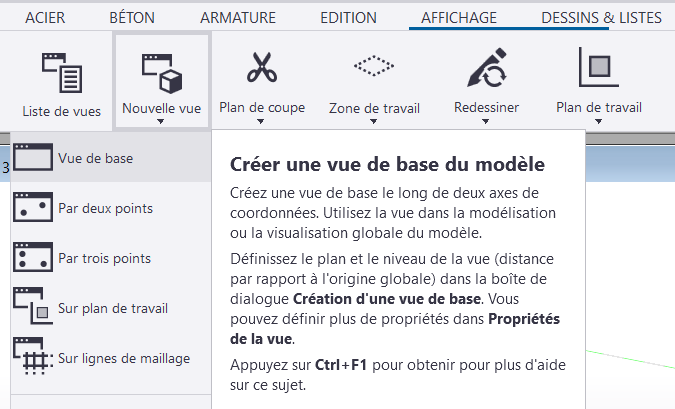 ACIER BÉTON ARMATURE EDITION AFFICHAGE DESSINS & LISTES
Liste de vues Nouvelle vue Plan de coupe Zone de travail Redessiner Plan de travail
3
Vue de base
Par deux points
Par trois points
Sur plan de travail
Sur lignes de maillage
Créer une vue de base du modèle
Créez une vue de base le long de deux axes de
coordonnées. Utilisez la vue dans la modélisation
ou la visualisation globale du modèle.
Définissez le plan et le niveau de la vue (distance
par rapport à l'origine globale) dans la boîte de
dialogue Création d'une vue de base. Vous
pouvez définir plus de propriétés dans Propriétés
de la vue.
Appuyez sur Ctrl+F1 pour obtenir pour plus d'aide
sur ce sujet.